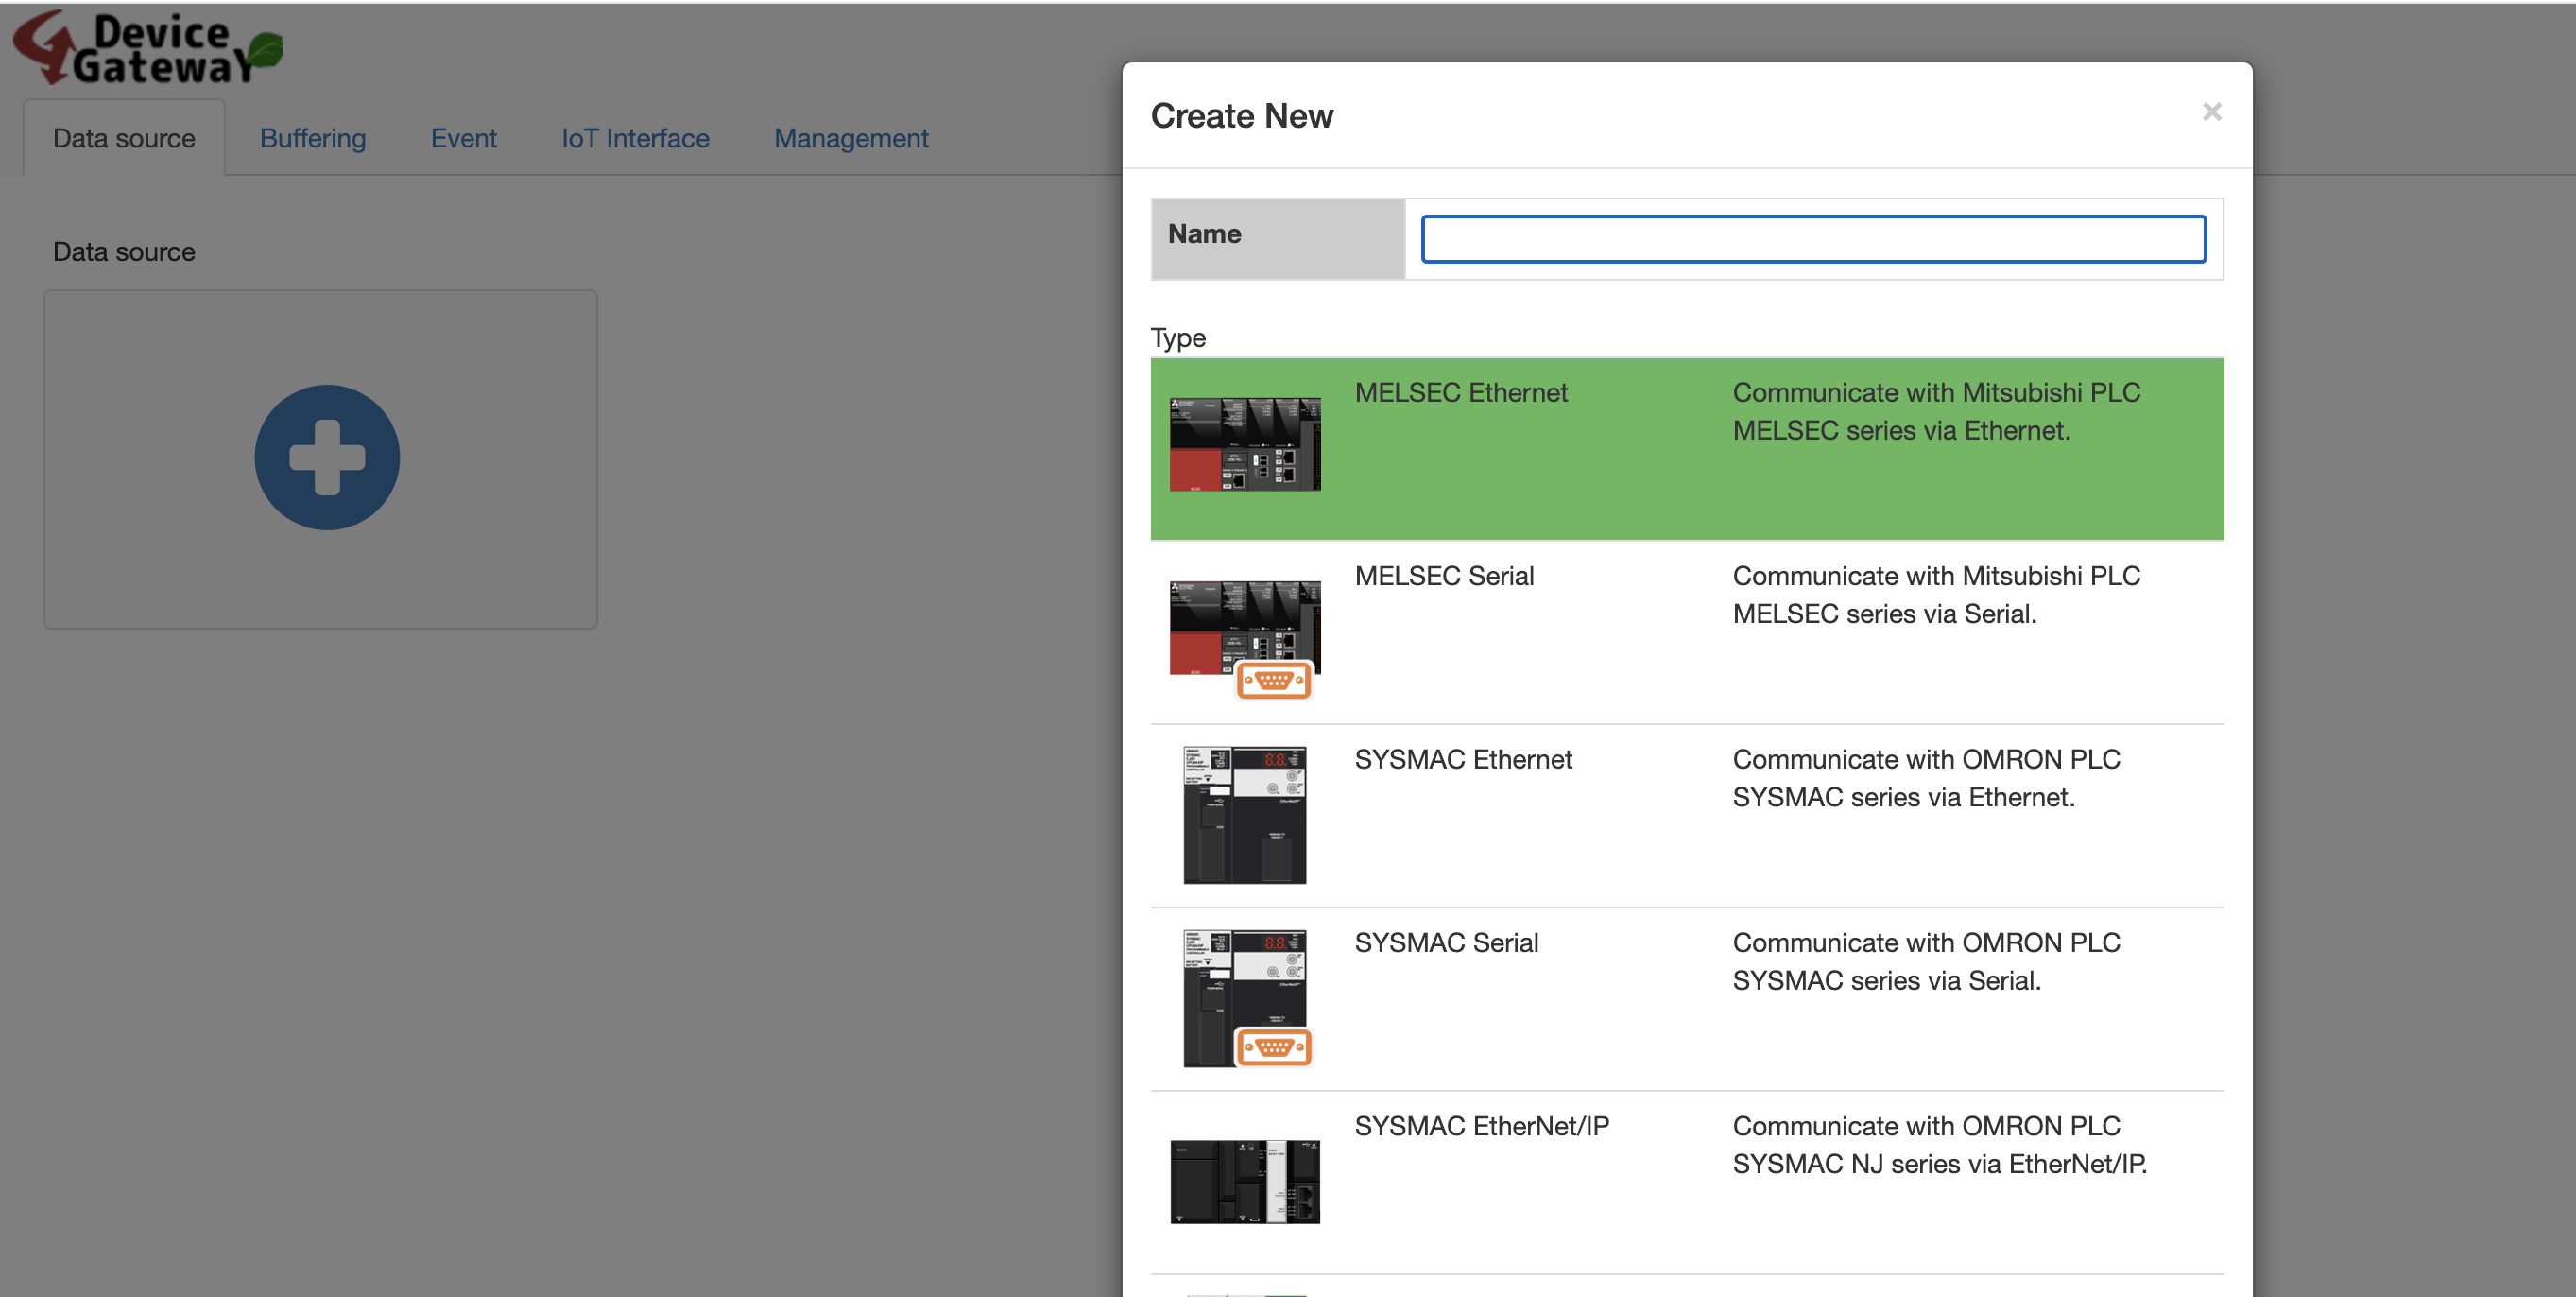 Device
GatewaY
Data source
Buffering
Event
IoT Interface
Management
Data source
Create New
×
Name
Type
MELSEC Ethernet
Communicate with Mitsubishi PLC
MELSEC series via Ethernet.
MELSEC Serial
Communicate with Mitsubishi PLC
MELSEC series via Serial.
SYSMAC Ethernet
Communicate with OMRON PLC
SYSMAC series via Ethernet.
SYSMAC Serial
Communicate with OMRON PLC
SYSMAC series via Serial.
SYSMAC EtherNet/IP
Communicate with OMRON PLC
SYSMAC NJ series via EtherNet/IP.